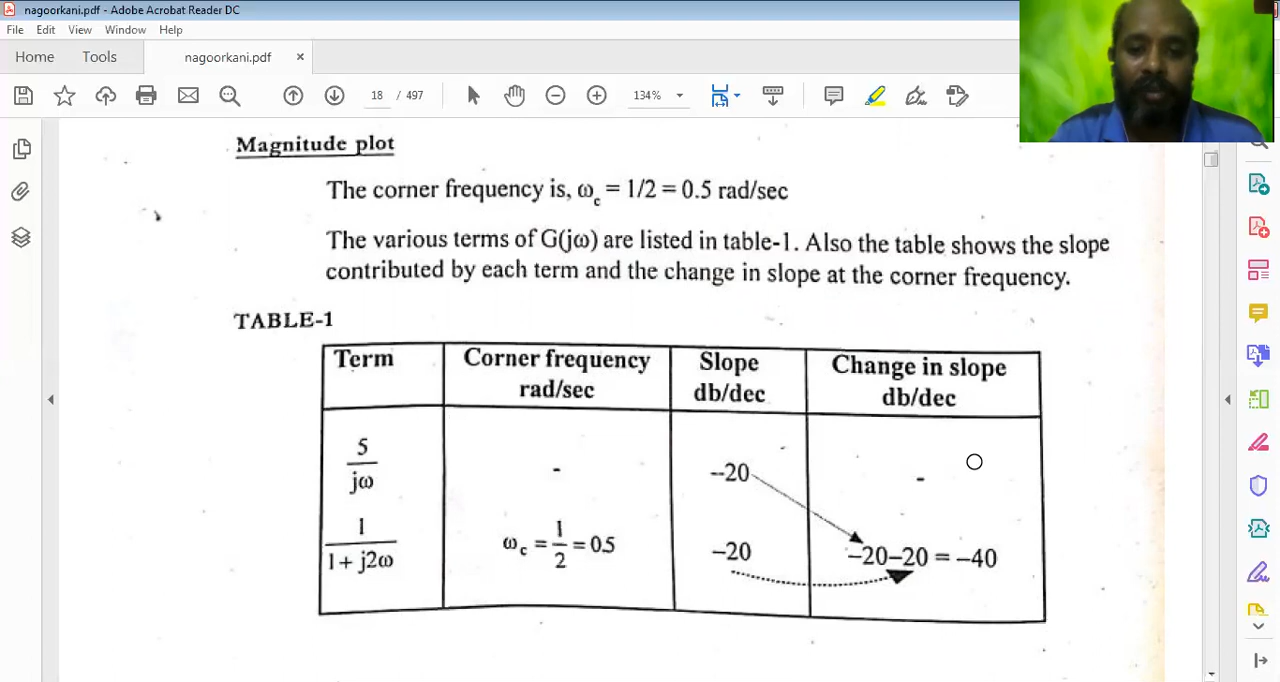 nagoorkani.pdf - Adobe Acrobat Reader DC
File Edit View Window Help
Home Tools nagoorkani.pdf ×
18 / 497 134%
Magnitude plot
The corner frequency is, ω_c = 1/2 = 0.5 rad/sec
The various terms of G(jω) are listed in table-1. Also the table shows the slope
contributed by each term and the change in slope at the corner frequency.
TABLE-1
Term Corner frequency rad/sec Slope db/dec Change in slope db/dec
5/jω - --20 -
1/(1 + j2ω) ω_c = 1/2 = 0.5 −20 −20−20 = −40